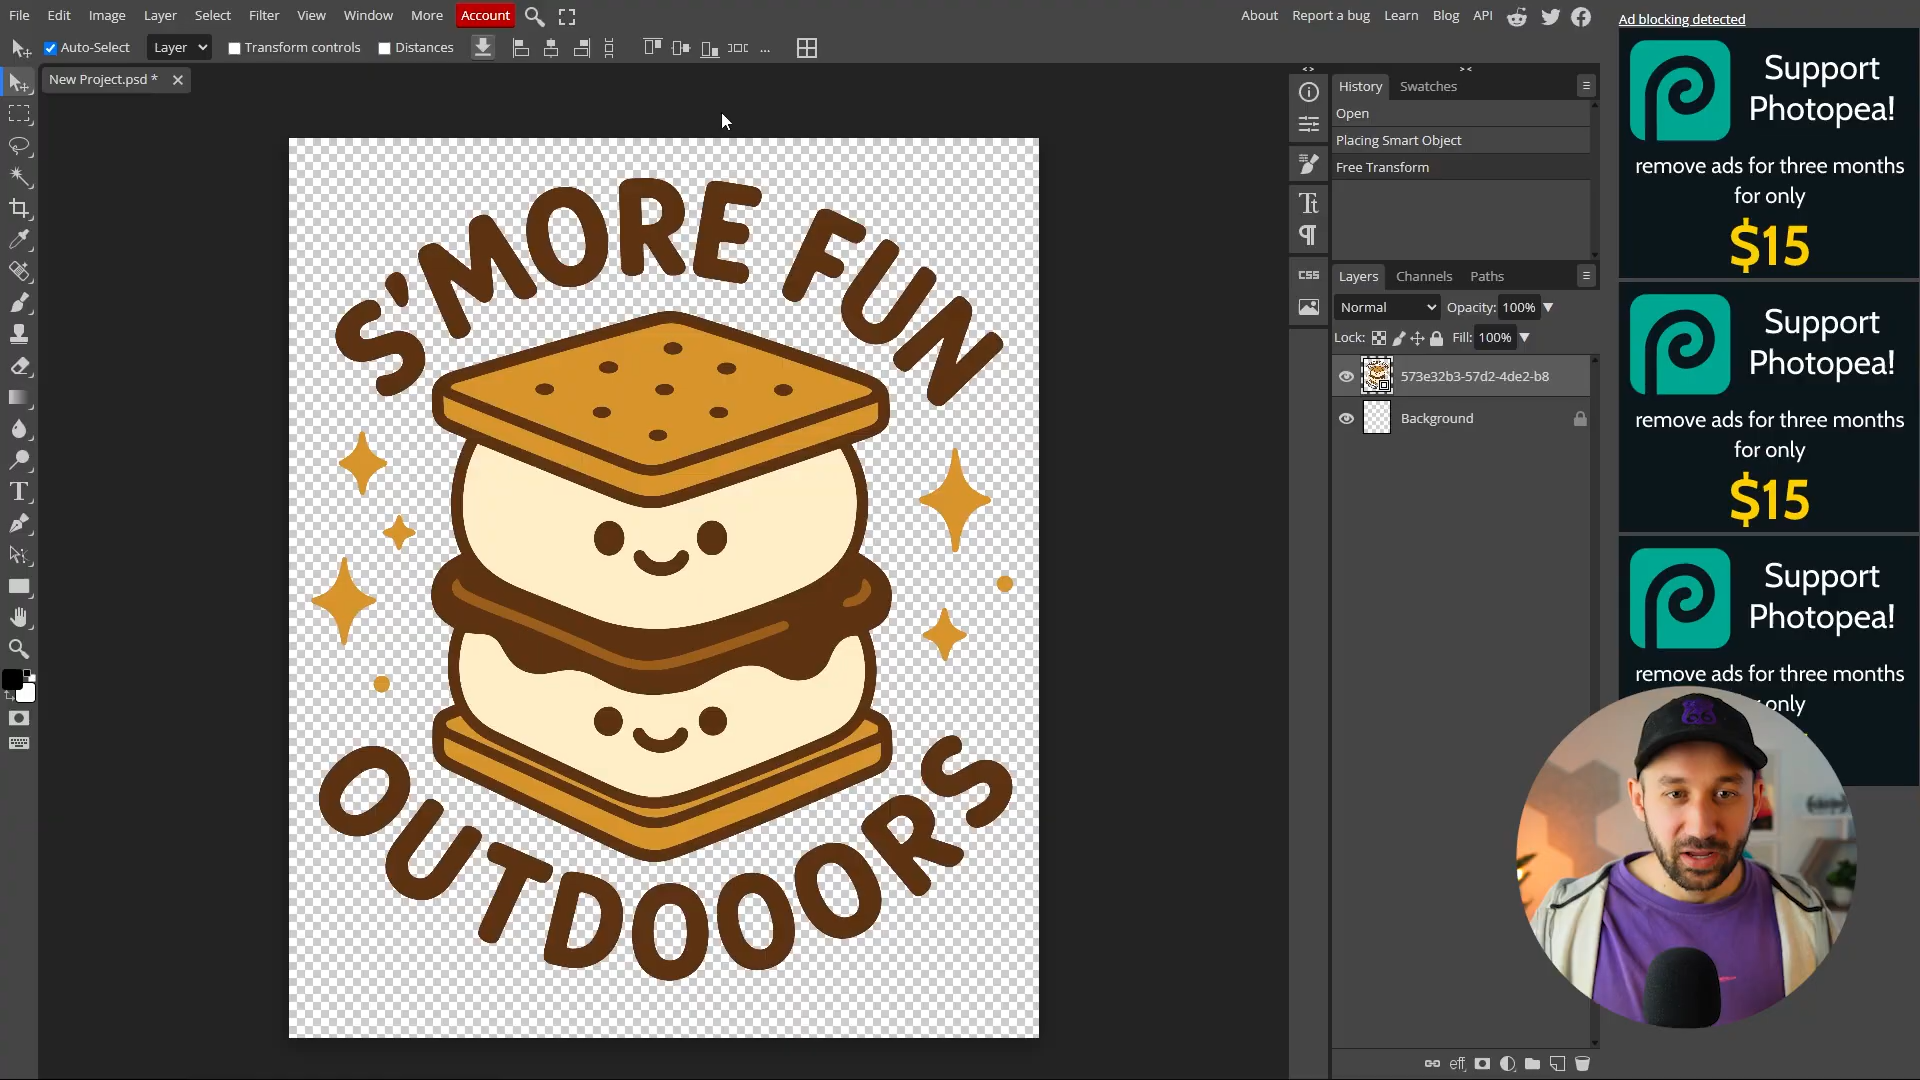 File Edit Image Layer Select Filter View Window More Account
About Report a bug Learn Blog API
Ad blocking detected
Auto-Select Layer Transform controls Distances ...
New Project.psd *
S'MORE FUN
OUTDOOORS
History Swatches
Open
Placing Smart Object
Free Transform
CSS
Layers Channels Paths
Normal Opacity: 100%
Lock: Fill: 100%
573e32b3-57d2-4de2-b8
Background
eff
Support
Photopea!
remove ads for three months
for only
$15
Support
Photopea!
remove ads for three months
for only
$15
Support
Photopea!
remove ads for three months
only